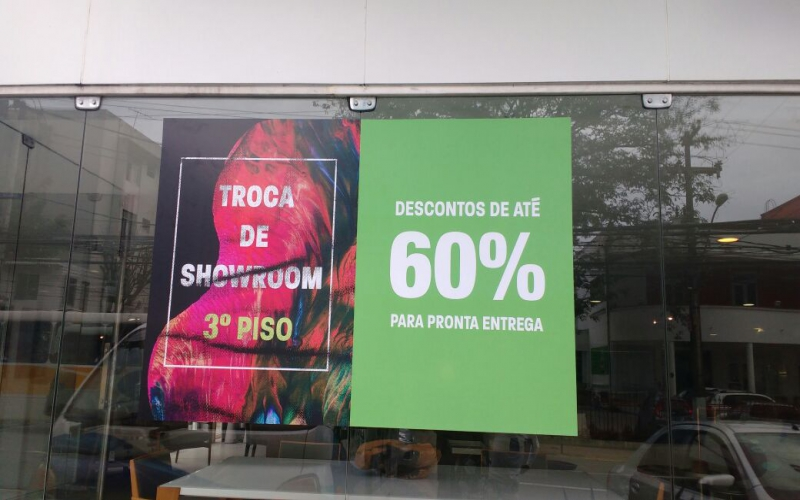 TROCA
DE
SHOWROOM
3º PISO
DESCONTOS DE ATÉ
60%
PARA PRONTA ENTREGA